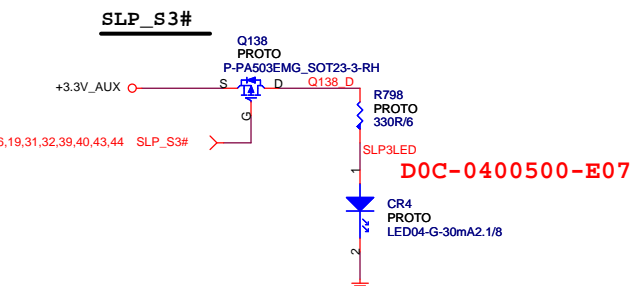 SLP_S3#
Q138
PROTO
P-PA503EMG_SOT23-3-RH
+3.3V_AUX
S
D
Q138_D
G
R798
PROTO
330R/6
6,19,31,32,39,40,43,44 SLP_S3#
SLP3LED
D0C-0400500-E07
1
CR4
PROTO
LED04-G-30mA2.1/8
2